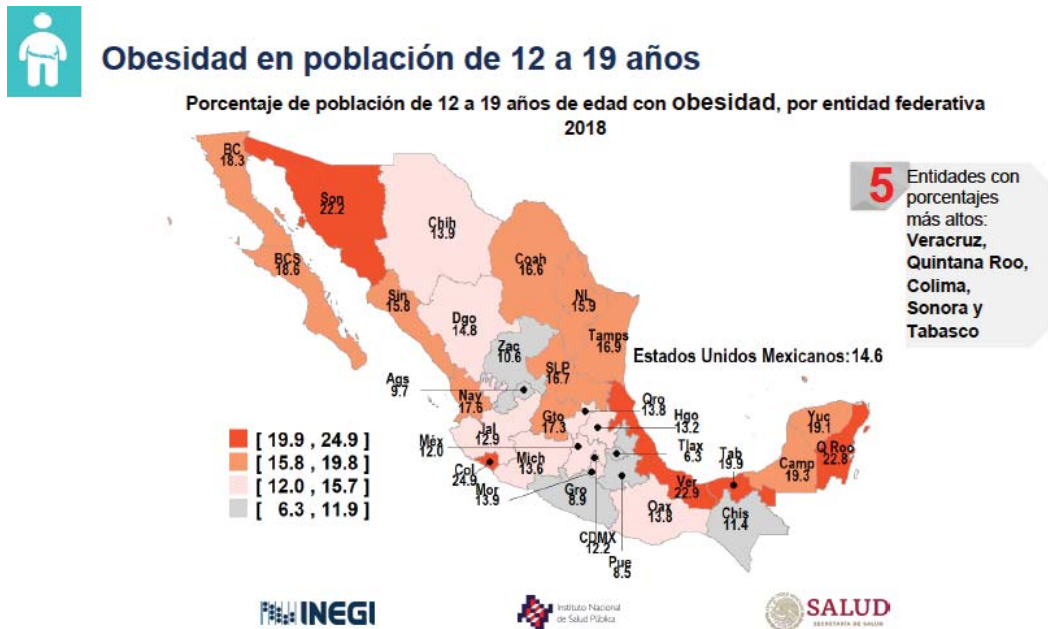 Obesidad en población de 12 a 19 años
Porcentaje de población de 12 a 19 años de edad con obesidad, por entidad federativa
2018
BC
18.3
Son
22.2
Chih
13.9
BCS
18.6
Coah
16.6
Sin
15.8
NL
15.9
Dgo
14.8
Tamps
16.9
Zac
10.6
SLP
16.7
Estados Unidos Mexicanos:14.6
Ags
9.7
Nay
17.6
Gto
17.3
Qro
13.8
Hgo
13.2
Jal
12.9
Méx
12.0
Mich
13.6
Tlax
6.3
Tab
19.9
Yuc
19.1
Q Roo
22.8
Camp
19.3
Col
24.9
Mor
13.9
Gro
8.9
Ver
22.9
Oax
13.8
Chis
11.4
CDMX
12.2
Pue
8.5
5
Entidades con
porcentajes
más altos:
Veracruz,
Quintana Roo,
Colima,
Sonora y
Tabasco
[ 19.9 , 24.9 ]
[ 15.8 , 19.8 ]
[ 12.0 , 15.7 ]
[ 6.3 , 11.9 ]
INEGI
Instituto Nacional
de Salud Pública
SALUD
SECRETARÍA DE SALUD